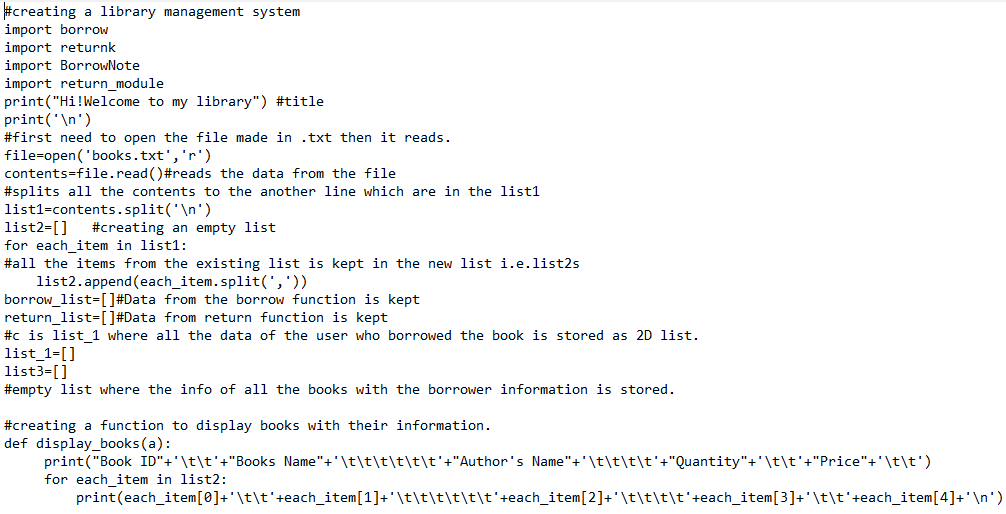 #creating a library management system
import borrow
import returnk
import BorrowNote
import return_module
print("Hi!Welcome to my library") #title
print('\n')
#first need to open the file made in .txt then it reads.
file=open('books.txt','r')
contents=file.read()#reads the data from the file
#splits all the contents to the another line which are in the list1
list1=contents.split('\n')
list2=[]   #creating an empty list
for each_item in list1:
#all the items from the existing list is kept in the new list i.e.list2s
    list2.append(each_item.split(','))
borrow_list=[]#Data from the borrow function is kept
return_list=[]#Data from return function is kept
#c is list_1 where all the data of the user who borrowed the book is stored as 2D list.
list_1=[]
list3=[]
#empty list where the info of all the books with the borrower information is stored.

#creating a function to display books with their information.
def display_books(a):
     print("Book ID"+'\t\t'+"Books Name"+'\t\t\t\t\t\t'+"Author's Name"+'\t\t\t\t'+"Quantity"+'\t\t'+"Price"+'\t\t')
     for each_item in list2:
         print(each_item[0]+'\t\t'+each_item[1]+'\t\t\t\t\t\t'+each_item[2]+'\t\t\t\t'+each_item[3]+'\t\t'+each_item[4]+'\n')